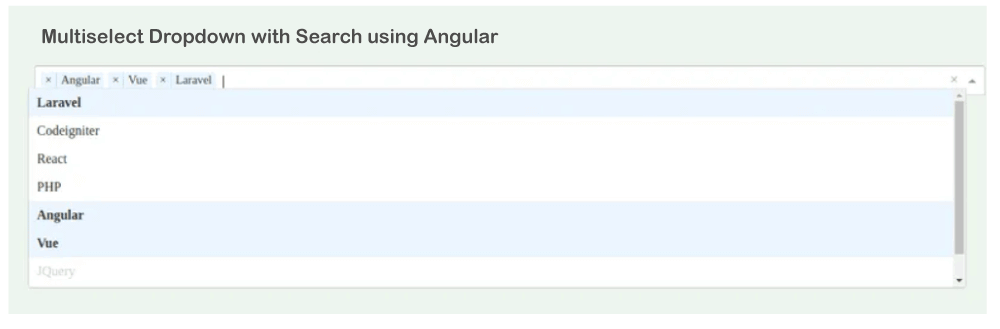 Multiselect Dropdown with Search using Angular
× Angular × Vue × Laravel ×
Laravel
Codeigniter
React
PHP
Angular
Vue
JQuery